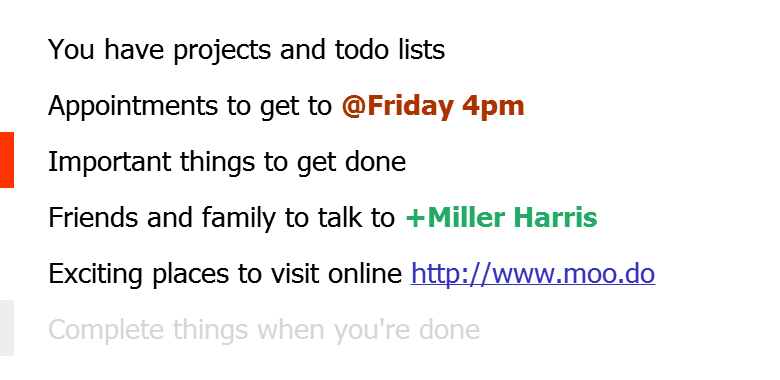 You have projects and todo lists
Appointments to get to @Friday 4pm
Important things to get done
Friends and family to talk to +Miller Harris
Exciting places to visit online http://www.moo.do
Complete things when you're done